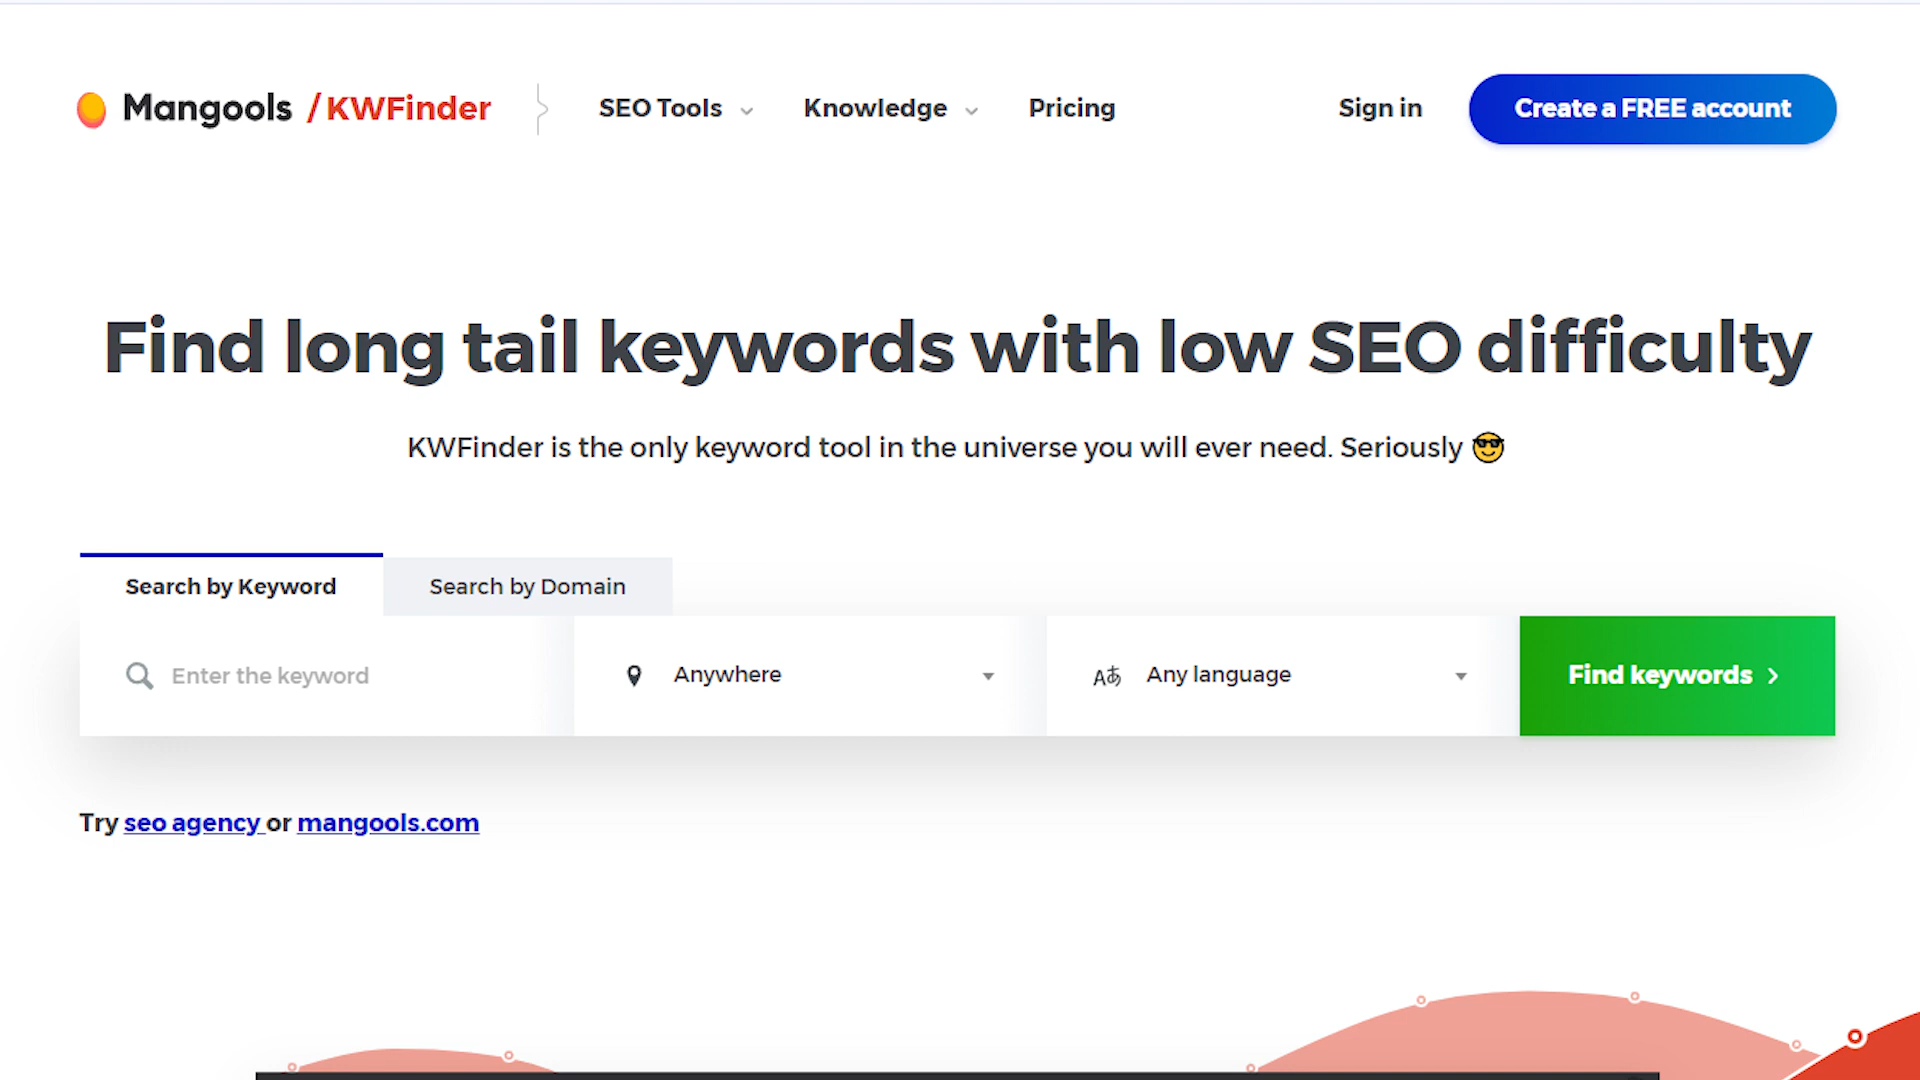 Mangools / KWFinder SEO Tools Knowledge Pricing Sign in Create a FREE account
Find long tail keywords with low SEO difficulty
KWFinder is the only keyword tool in the universe you will ever need. Seriously 😎
Search by Keyword Search by Domain
Enter the keyword Anywhere Aあ Any language Find keywords
Try seo agency or mangools.com